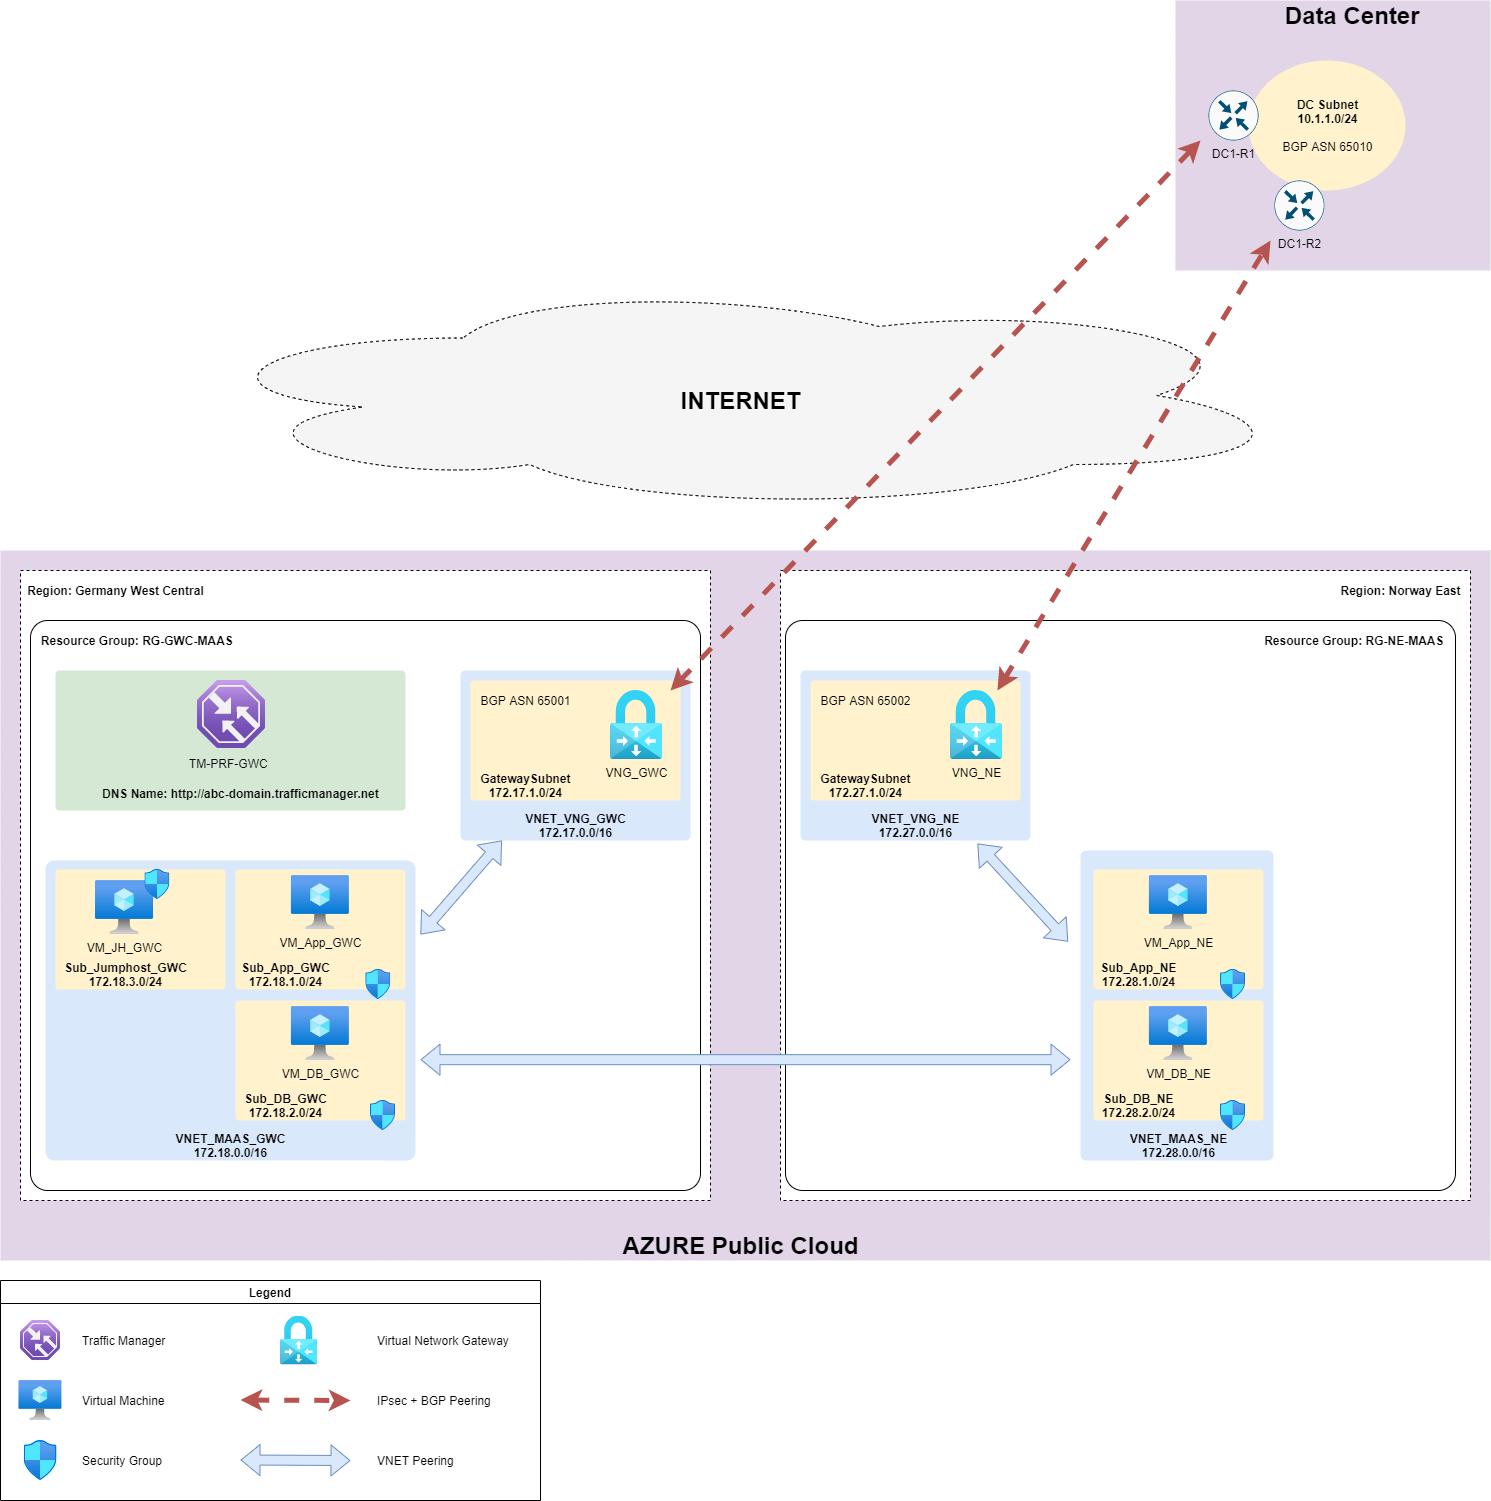 Data Center
DC Subnet
10.1.1.0/24
BGP ASN 65010
DC1-R1
DC1-R2
INTERNET
Region: Germany West Central
Region: Norway East
Resource Group: RG-GWC-MAAS
Resource Group: RG-NE-MAAS
TM-PRF-GWC
DNS Name: http://abc-domain.trafficmanager.net
BGP ASN 65001
VNG_GWC
GatewaySubnet
172.17.1.0/24
VNET_VNG_GWC
172.17.0.0/16
BGP ASN 65002
VNG_NE
GatewaySubnet
172.27.1.0/24
VNET_VNG_NE
172.27.0.0/16
VM_JH_GWC
Sub_Jumphost_GWC
172.18.3.0/24
VM_App_GWC
Sub_App_GWC
172.18.1.0/24
VM_DB_GWC
Sub_DB_GWC
172.18.2.0/24
VNET_MAAS_GWC
172.18.0.0/16
VM_App_NE
Sub_App_NE
172.28.1.0/24
VM_DB_NE
Sub_DB_NE
172.28.2.0/24
VNET_MAAS_NE
172.28.0.0/16
AZURE Public Cloud
Legend
Traffic Manager
Virtual Network Gateway
Virtual Machine
IPsec + BGP Peering
Security Group
VNET Peering